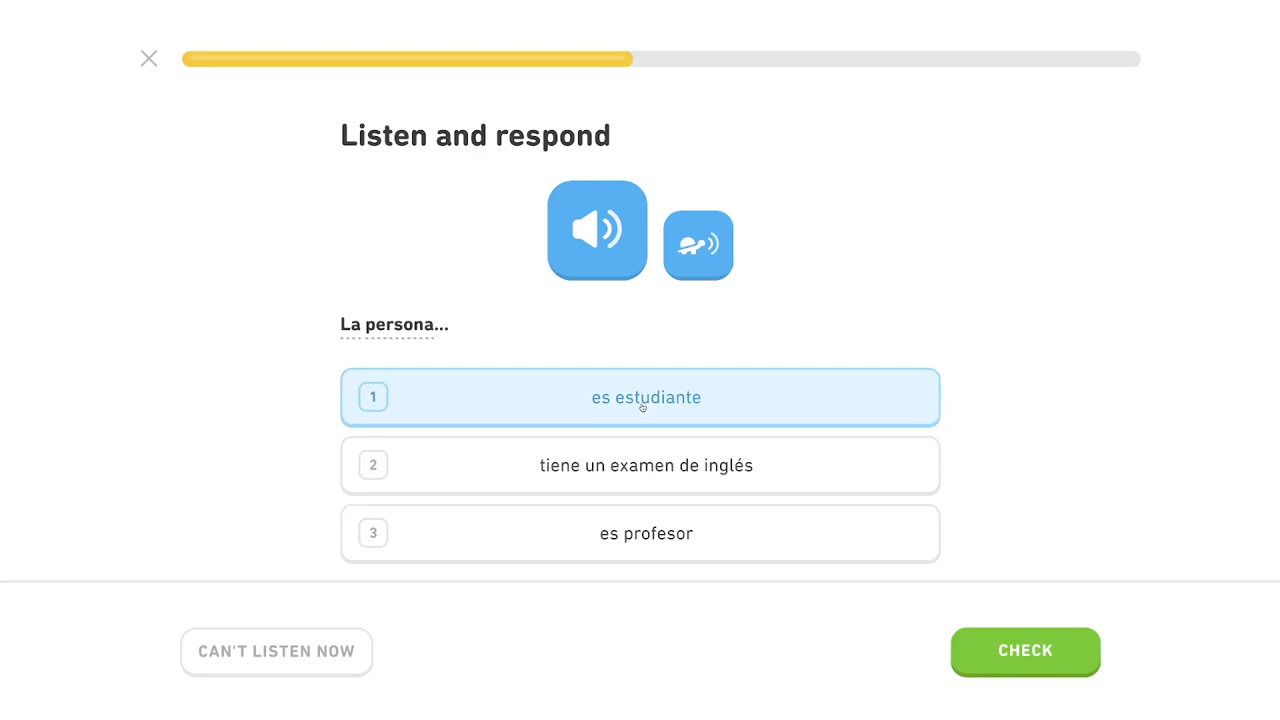 Listen and respond
La persona...
1 es estudiante
2 tiene un examen de inglés
3 es profesor
CAN'T LISTEN NOW
CHECK